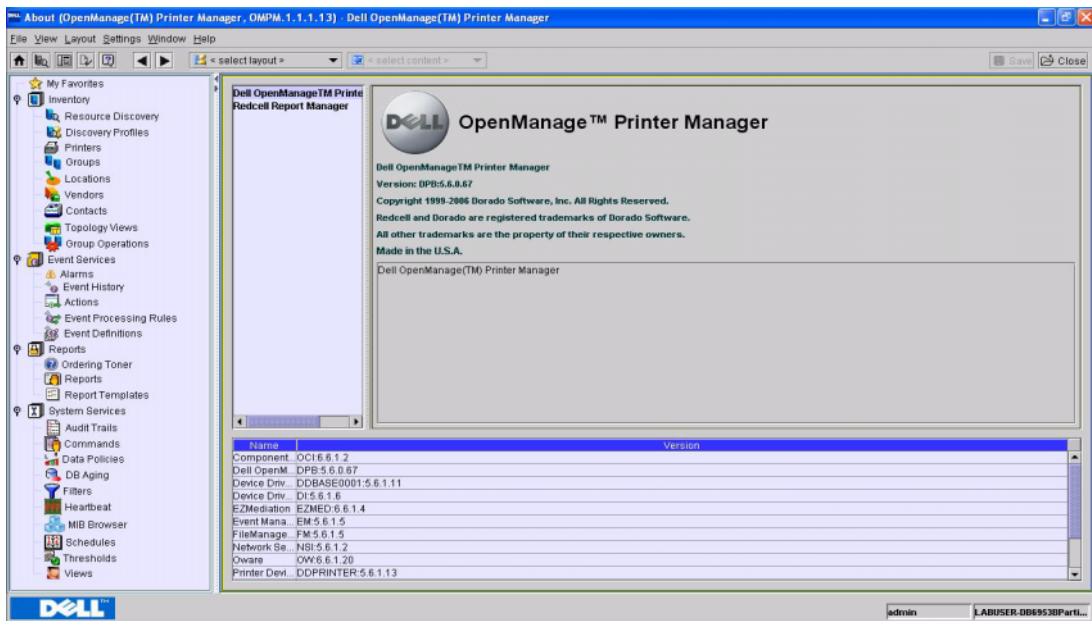 About (OpenManage(TM) Printer Manager, OMPM.1.1.1.13) - Dell OpenManage(TM) Printer Manager
File View Layout Settings Window Help
< select layout > < select content > Save Close
My Favorites
Inventory
Resource Discovery
Discovery Profiles
Printers
Groups
Locations
Vendors
Contacts
Topology Views
Group Operations
Event Services
Alarms
Event History
Actions
Event Processing Rules
Event Definitions
Reports
Ordering Toner
Reports
Report Templates
System Services
Audit Trails
Commands
Data Policies
DB Aging
Filters
Heartbeat
MIB Browser
Schedules
Thresholds
Views
Dell OpenManageTM Printe
Redcell Report Manager
DELL OpenManage™ Printer Manager
Dell OpenManageTM Printer Manager
Version: DPB:5.6.0.67
Copyright 1999-2006 Dorado Software, Inc. All Rights Reserved.
Redcell and Dorado are registered trademarks of Dorado Software.
All other trademarks are the property of their respective owners.
Made in the U.S.A.
Dell OpenManage(TM) Printer Manager
Name Version
Component... OCI:6.6.1.2
Dell OpenM... DPB:5.6.0.67
Device Driv... DDBASE0001:5.6.1.11
Device Driv... DI:5.6.1.6
EZMediation EZMED:6.6.1.4
Event Mana... EM:5.6.1.5
FileManage... FM:5.6.1.5
Network Se... NSI:5.6.1.2
Oware OW:6.6.1.20
Printer Devi... DDPRINTER:5.6.1.13
DELL™
admin LABUSER-DB69538Parti...